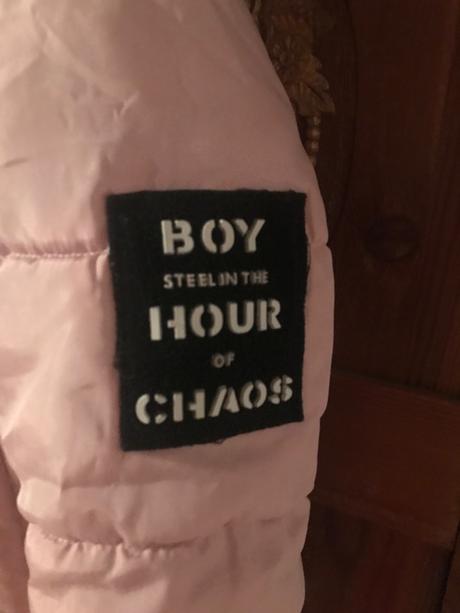 BOY
STEEL IN THE
HOUR
OF
CHAOS